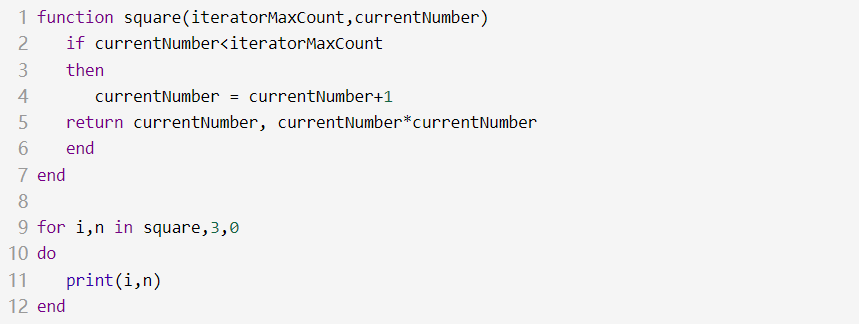 1 function square(iteratorMaxCount,currentNumber)
2    if currentNumber<iteratorMaxCount
3    then
4       currentNumber = currentNumber+1
5    return currentNumber, currentNumber*currentNumber
6    end
7 end
8
9 for i,n in square,3,0
10 do
11    print(i,n)
12 end